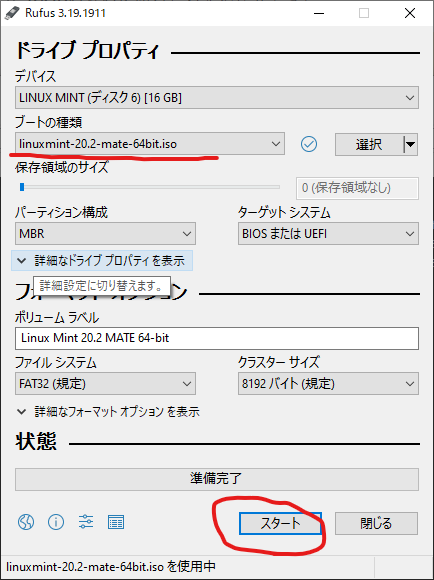 Rufus 3.19.1911
ドライブ プロパティ
デバイス
LINUX MINT (ディスク 6) [16 GB]
ブートの種類
linuxmint-20.2-mate-64bit.iso
選択
保存領域のサイズ
0 (保存領域なし)
パーティション構成 ターゲット システム
MBR BIOS または UEFI
詳細なドライブ プロパティを表示
詳細設定に切り替えます。
フォーマット オプション
ボリューム ラベル
Linux Mint 20.2 MATE 64-bit
ファイル システム クラスター サイズ
FAT32 (規定) 8192 バイト (規定)
詳細なフォーマット オプションを表示
状態
準備完了
スタート 閉じる
linuxmint-20.2-mate-64bit.iso を使用中